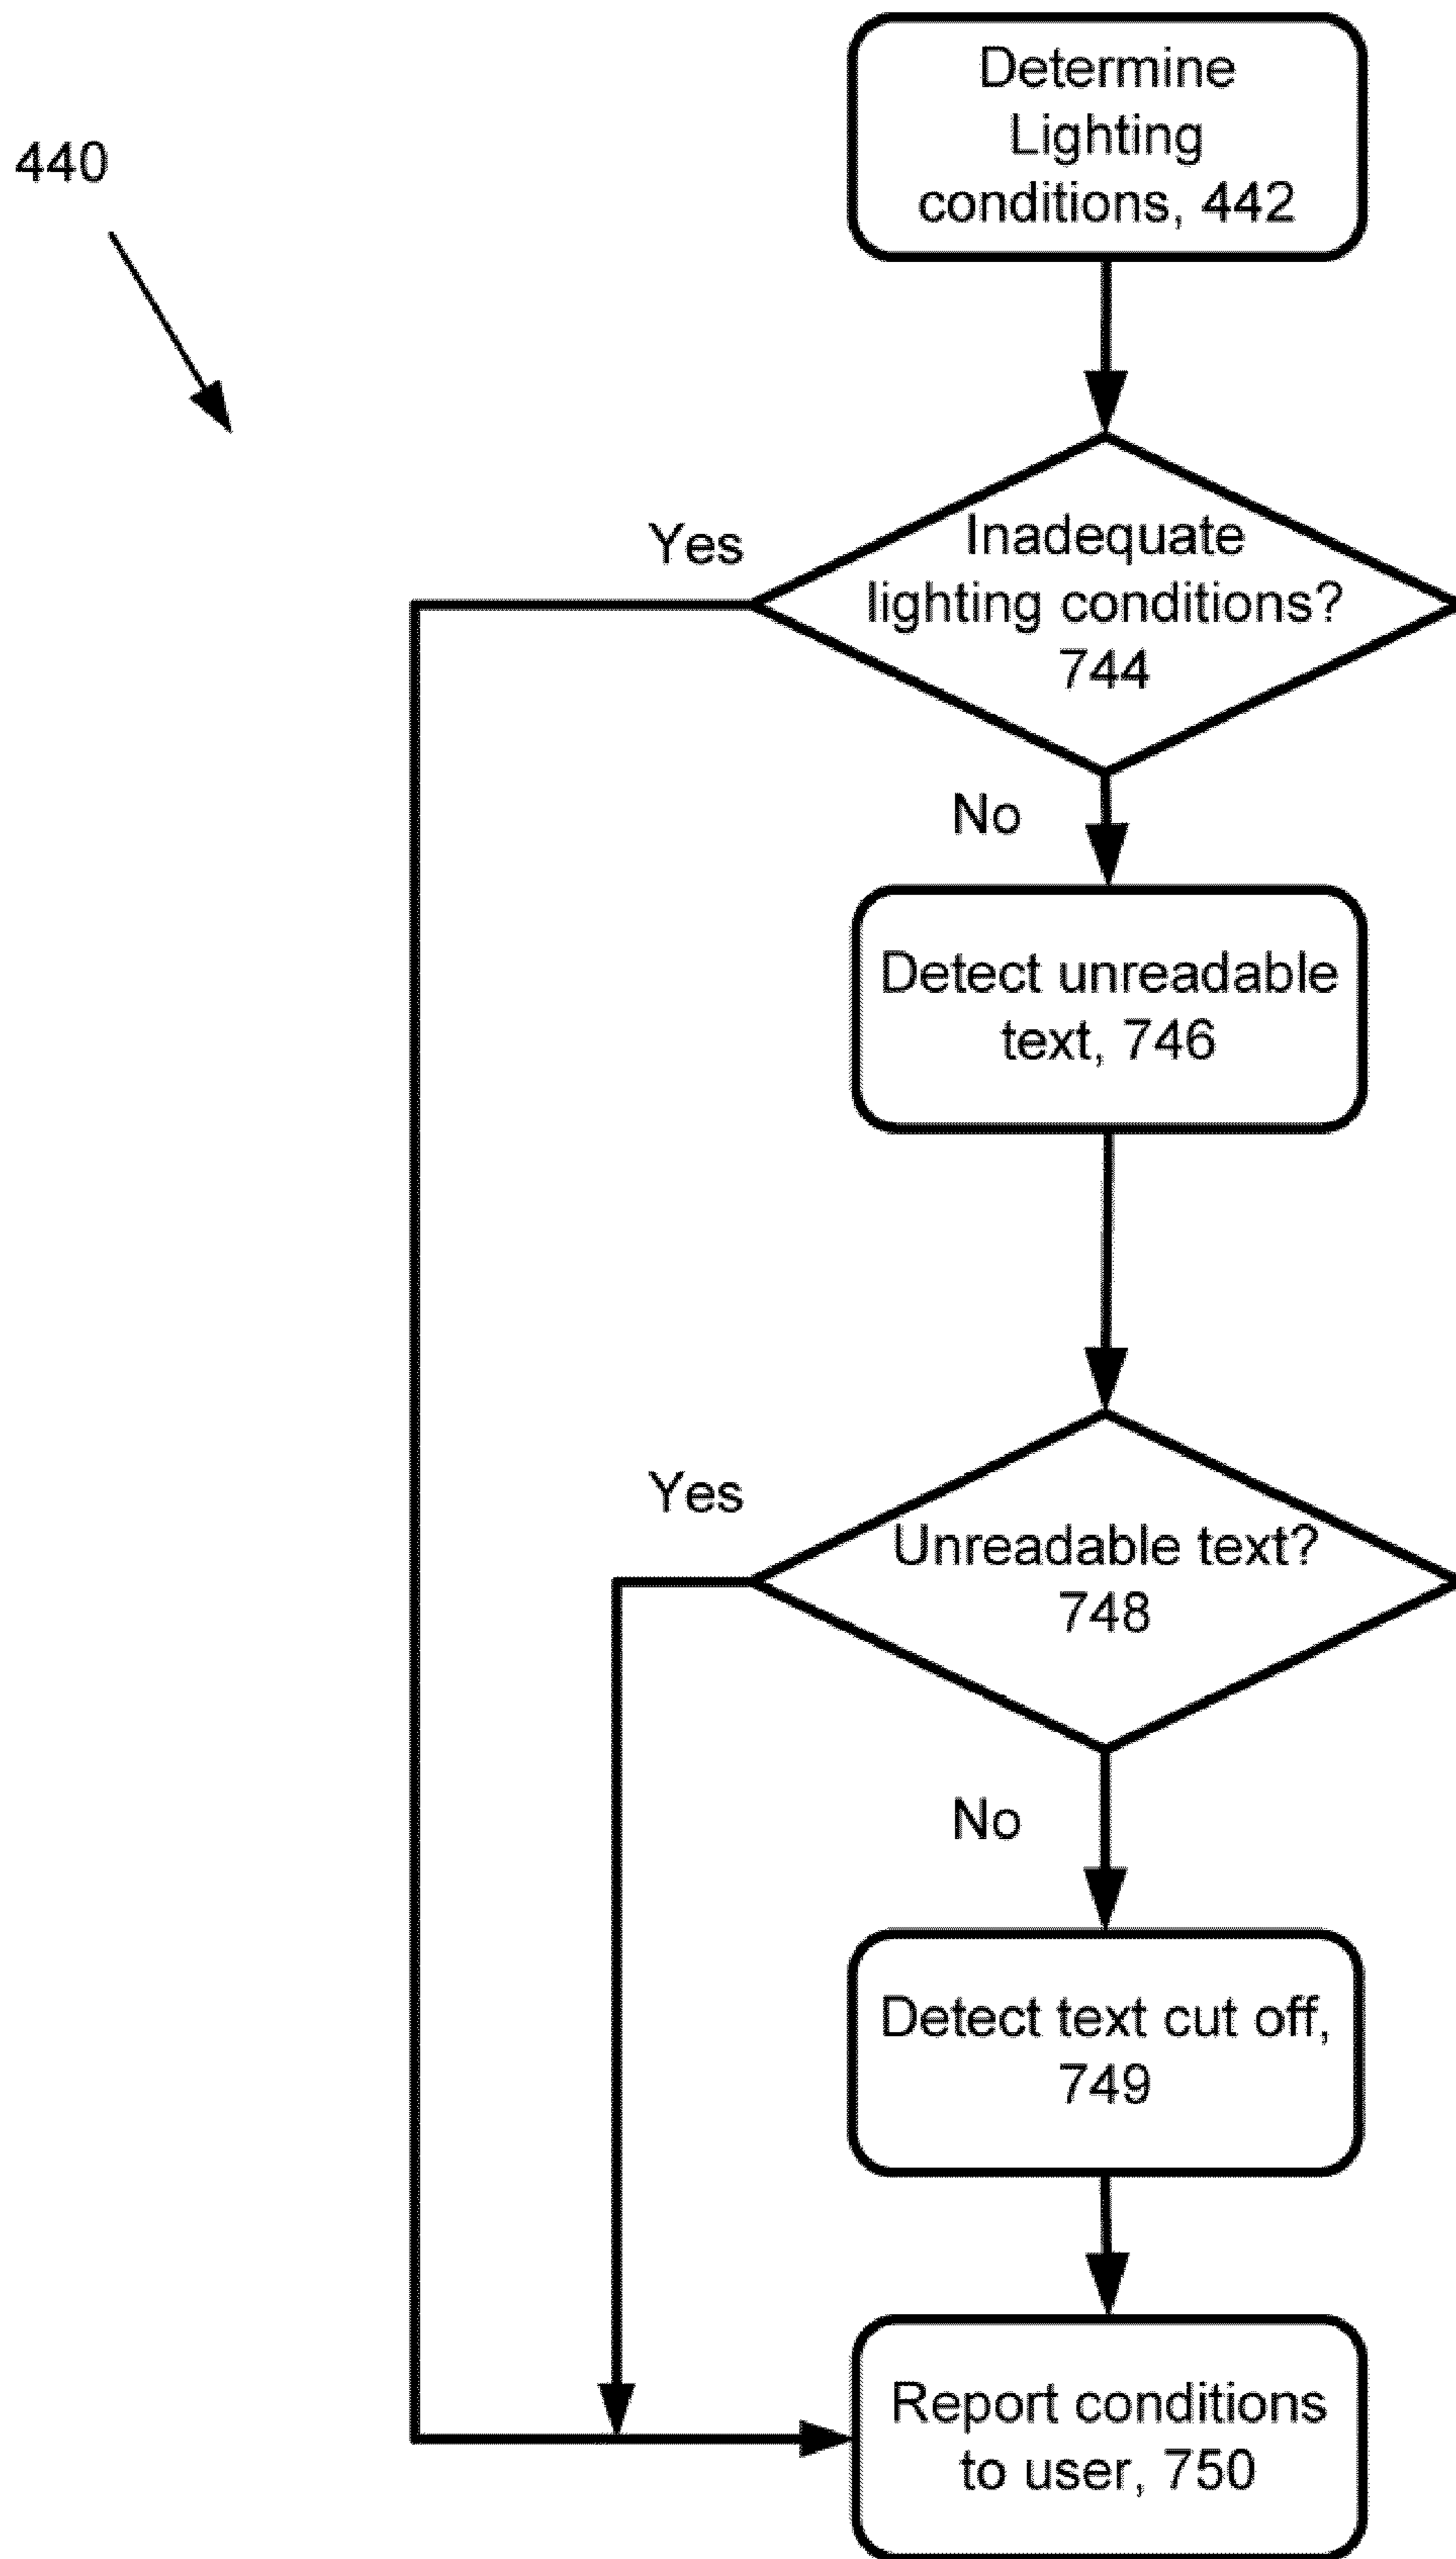 440
Determine
Lighting
conditions, 442
Yes
Inadequate
lighting conditions?
744
No
Detect unreadable
text, 746
Yes
Unreadable text?
748
No
Detect text cut off,
749
Report conditions
to user, 750